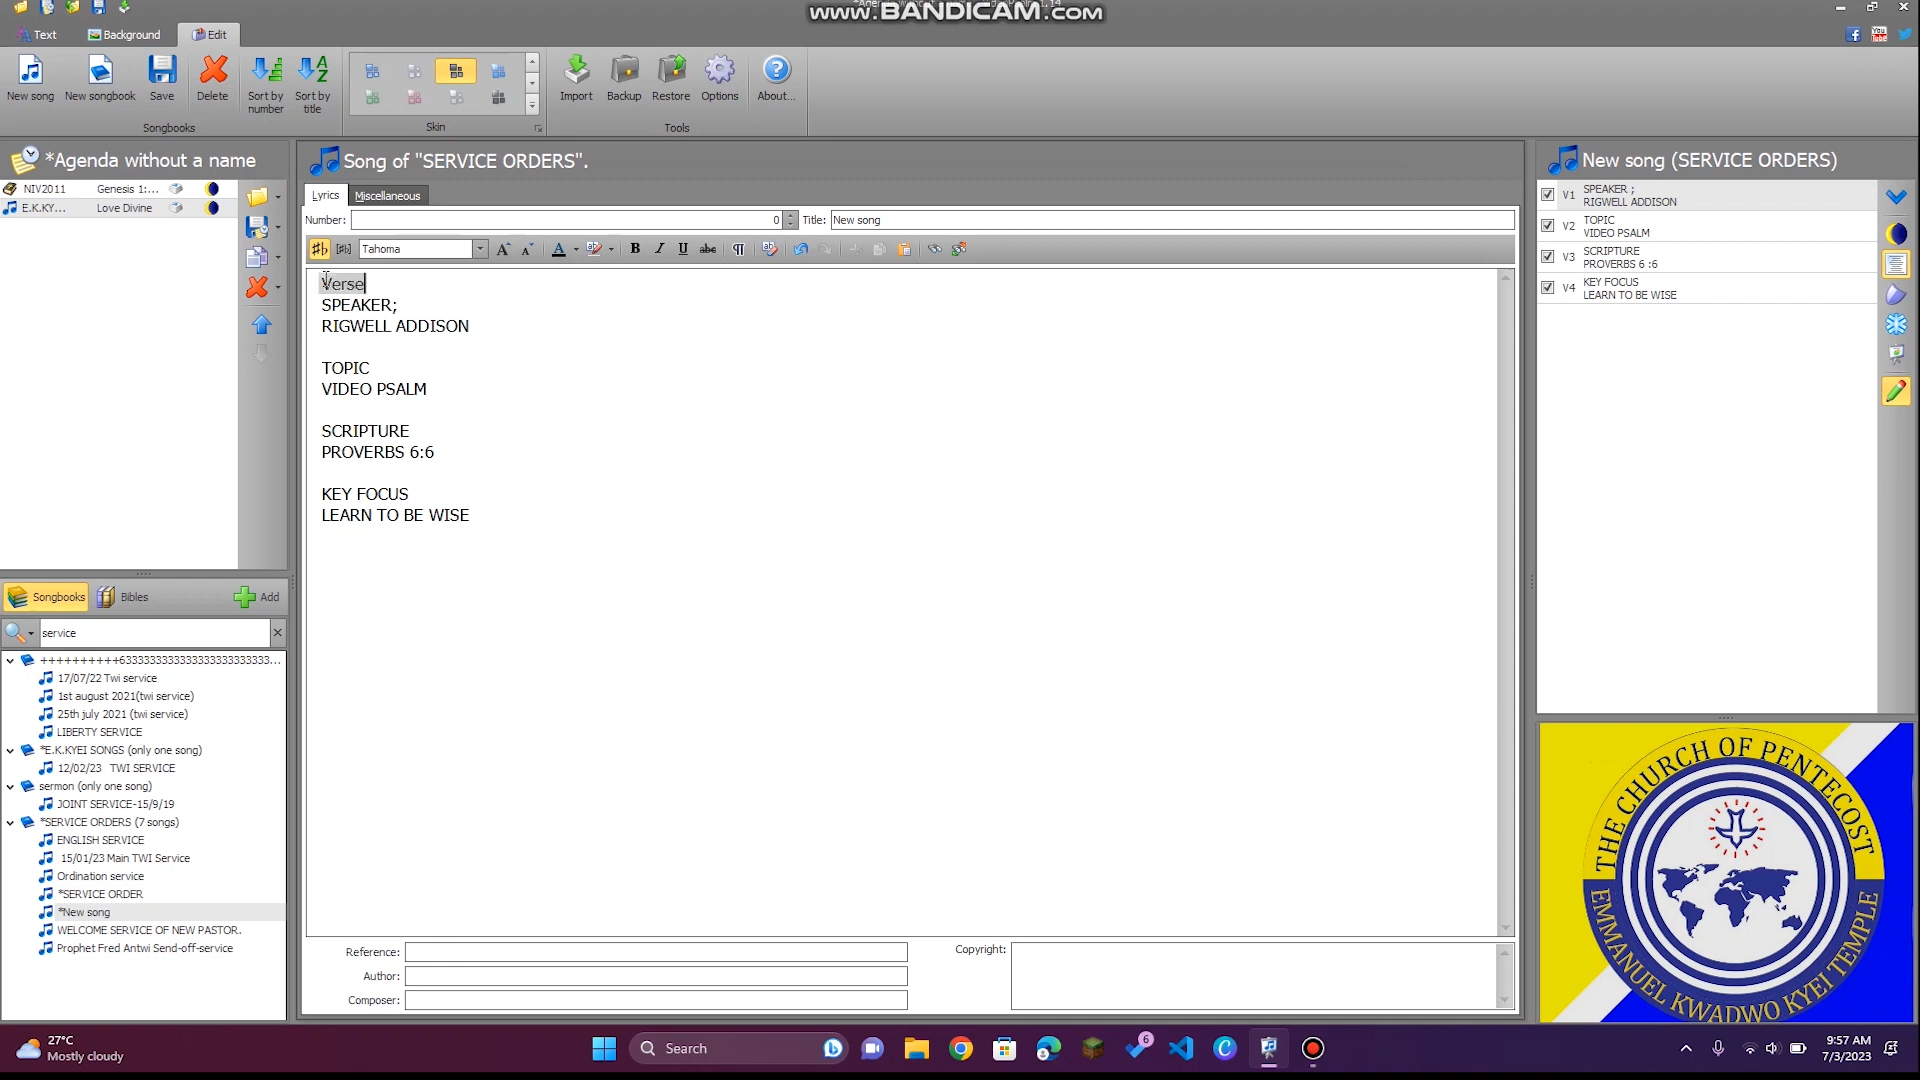 www.BANDICAM.com
Text
Background
Edit
New song
New songbook
Save
Delete
Sort by
number
Sort by
title
Import
Backup
Restore
Options
About...
Songbooks
Skin
Tools
*Agenda without a name
NIV2011 Genesis 1:...
E.K.KY... Love Divine
Song of "SERVICE ORDERS".
Lyrics
Miscellaneous
Number: 0 Title: New song
Tahoma
Verse
SPEAKER;
RIGWELL ADDISON
TOPIC
VIDEO PSALM
SCRIPTURE
PROVERBS 6:6
KEY FOCUS
LEARN TO BE WISE
Reference:
Author:
Composer:
Copyright:
New song (SERVICE ORDERS)
V1 SPEAKER ;
RIGWELL ADDISON
V2 TOPIC
VIDEO PSALM
V3 SCRIPTURE
PROVERBS 6 :6
V4 KEY FOCUS
LEARN TO BE WISE
Songbooks
Bibles
Add
service
17/07/22 Twi service
1st august 2021(twi service)
25th july 2021 (twi service)
LIBERTY SERVICE
*E.K.KYEI SONGS (only one song)
12/02/23 TWI SERVICE
sermon (only one song)
JOINT SERVICE-15/9/19
*SERVICE ORDERS (7 songs)
ENGLISH SERVICE
15/01/23 Main TWI Service
Ordination service
*SERVICE ORDER
*New song
WELCOME SERVICE OF NEW PASTOR.
Prophet Fred Antwi Send-off-service
THE CHURCH OF PENTECOST
EMMANUEL KWADWO KYEI TEMPLE
27°C
Mostly cloudy
Search
6
9:57 AM
7/3/2023